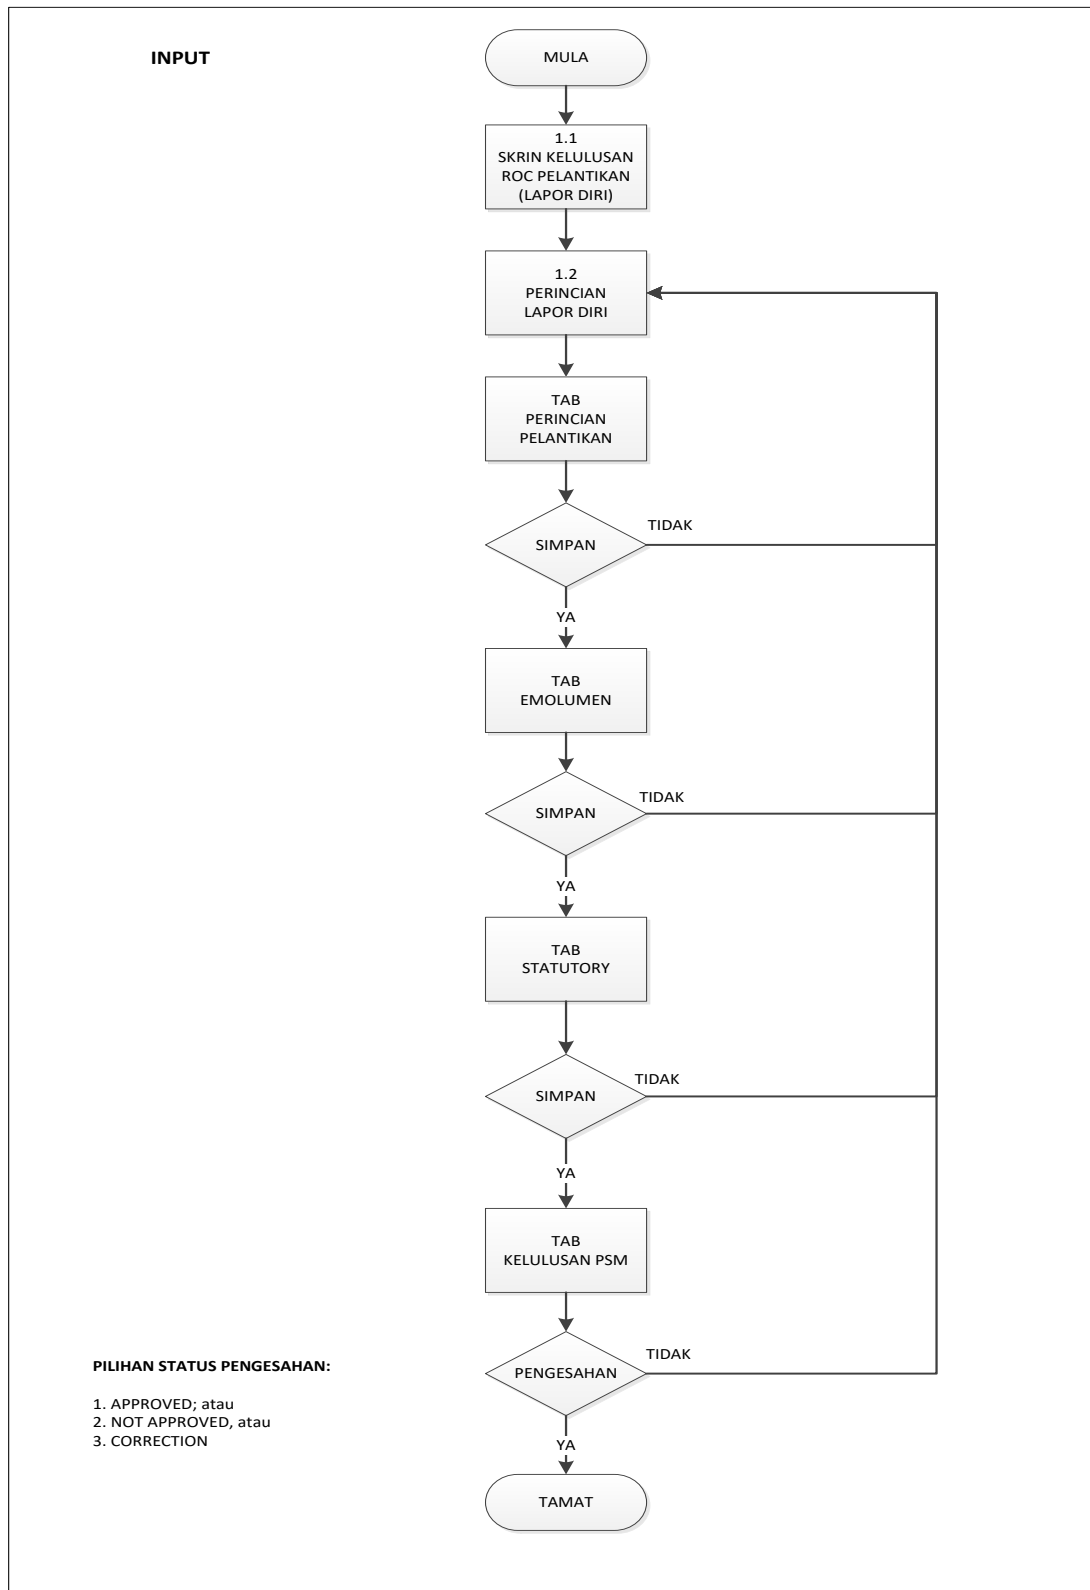 INPUT
MULA
1.1
SKRIN KELULUSAN
ROC PELANTIKAN
(LAPOR DIRI)
1.2
PERINCIAN
LAPOR DIRI
TAB
PERINCIAN
PELANTIKAN
SIMPAN
TIDAK
YA
TAB
EMOLUMEN
SIMPAN
TIDAK
YA
TAB
STATUTORY
SIMPAN
TIDAK
YA
TAB
KELULUSAN PSM
PENGESAHAN
TIDAK
YA
TAMAT
PILIHAN STATUS PENGESAHAN:
1. APPROVED; atau
2. NOT APPROVED, atau
3. CORRECTION